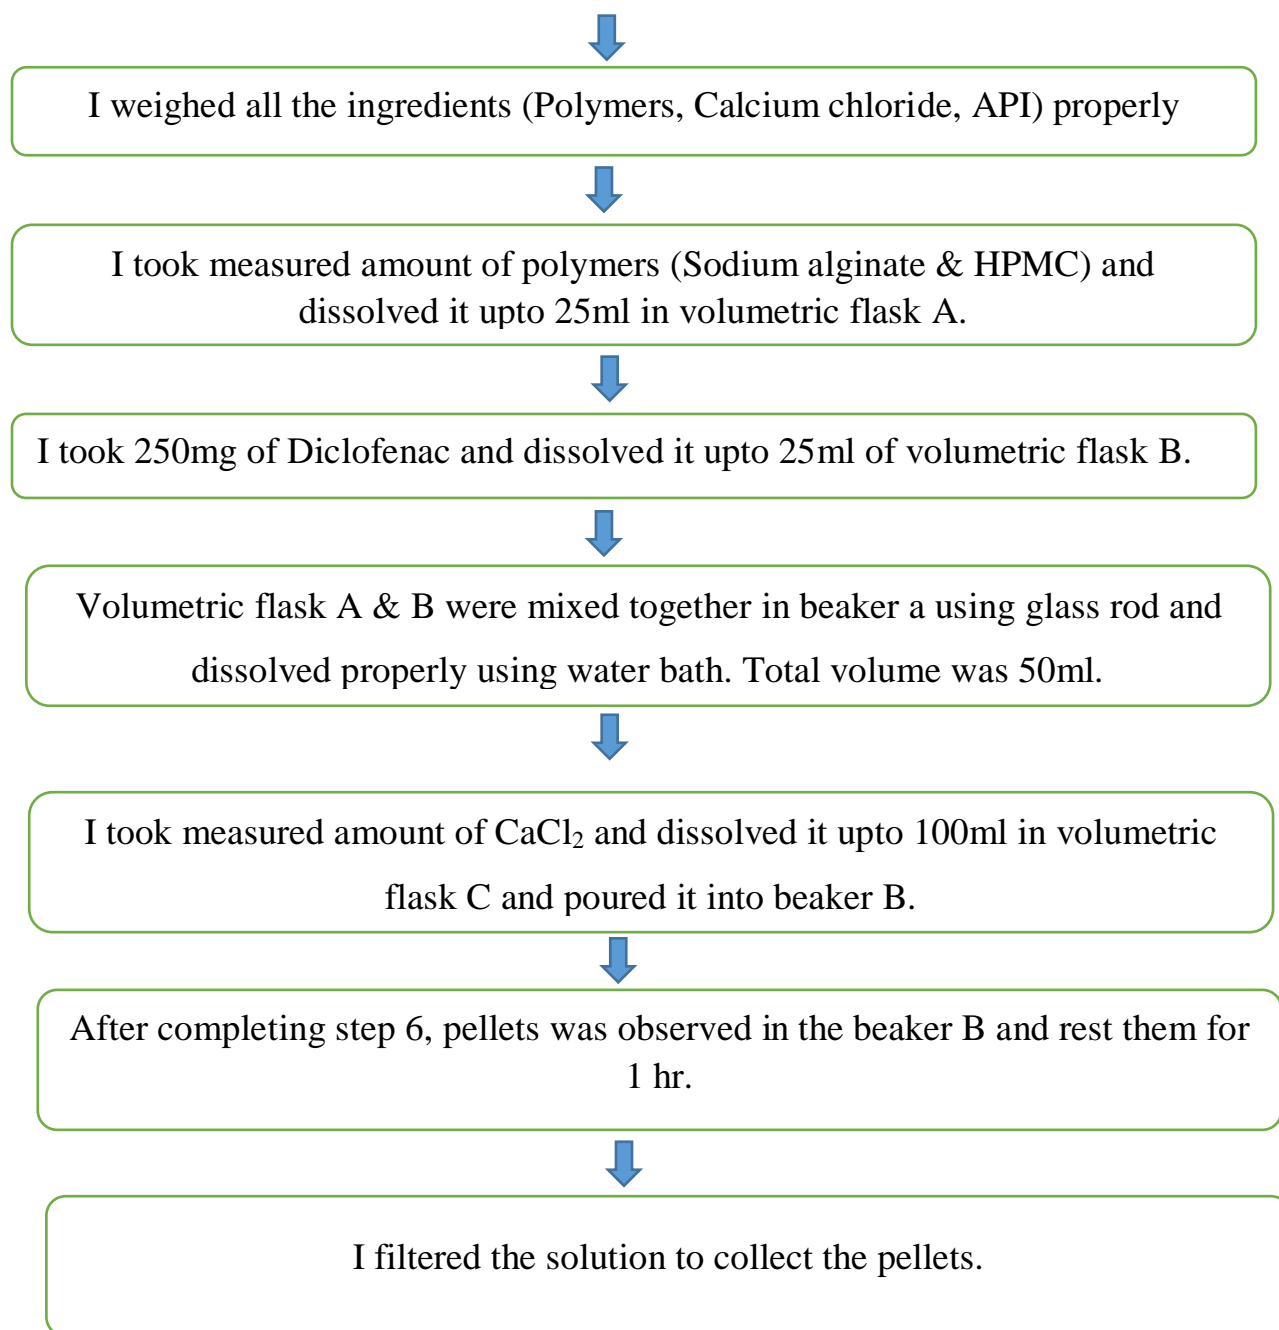 I weighed all the ingredients (Polymers, Calcium chloride, API) properly
I took measured amount of polymers (Sodium alginate & HPMC) and
dissolved it upto 25ml in volumetric flask A.
I took 250mg of Diclofenac and dissolved it upto 25ml of volumetric flask B.
Volumetric flask A & B were mixed together in beaker a using glass rod and
dissolved properly using water bath. Total volume was 50ml.
I took measured amount of CaCl₂ and dissolved it upto 100ml in volumetric
flask C and poured it into beaker B.
After completing step 6, pellets was observed in the beaker B and rest them for
1 hr.
I filtered the solution to collect the pellets.